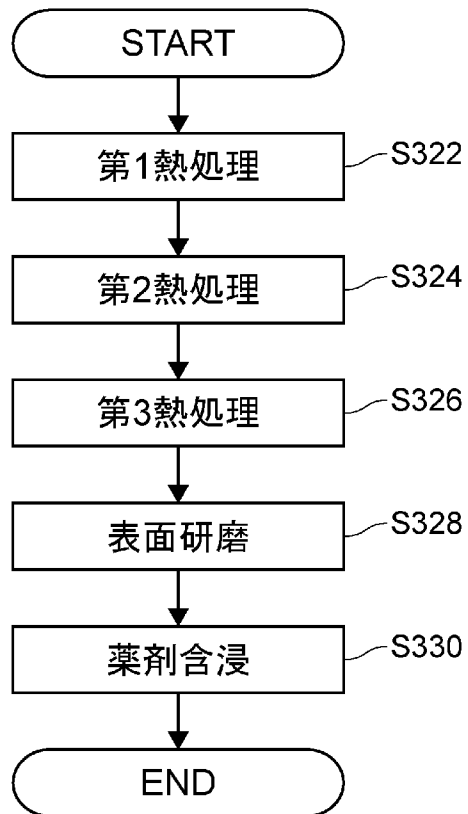 START
第1熱処理
S322
第2熱処理
S324
第3熱処理
S326
表面研磨
S328
薬剤含浸
S330
END